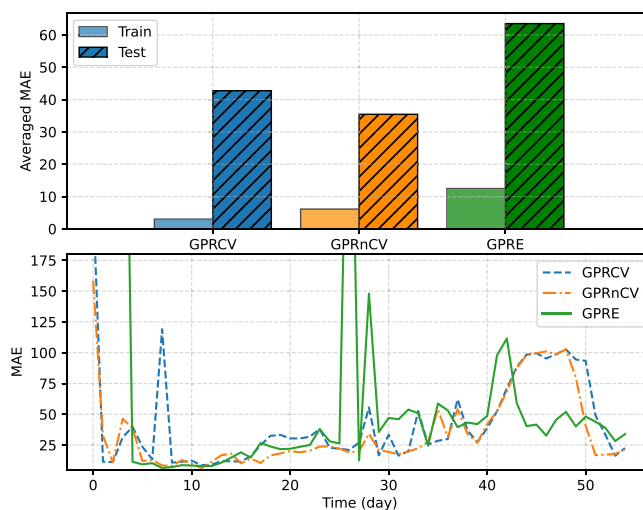 Averaged MAE
60
50
40
30
20
10
0
Train
Test
GPRCV GPRnCV GPRE
MAE
175
150
125
100
75
50
25
GPRCV
GPRnCV
GPRE
0 10 20 30 40 50
Time (day)